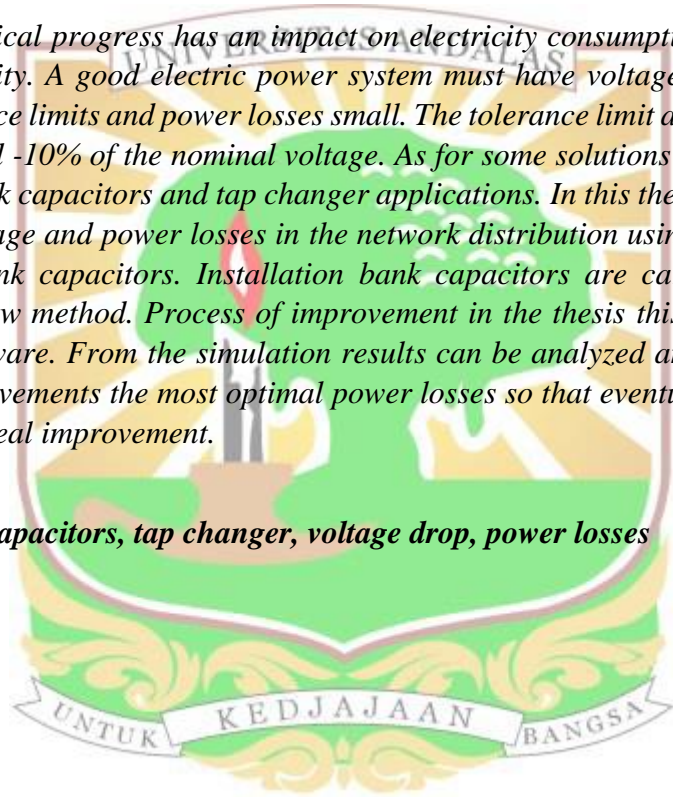 ical progress has an impact on electricity consumpti
UNIVERSITAS ANDALAS
ity. A good electric power system must have voltage
ce limits and power losses small. The tolerance limit a
l -10% of the nominal voltage. As for some solutions
k capacitors and tap changer applications. In this the
age and power losses in the network distribution usin
nk capacitors. Installation bank capacitors are ca
w method. Process of improvement in the thesis this
ware. From the simulation results can be analyzed a
vements the most optimal power losses so that eventu
eal improvement.
apacitors, tap changer, voltage drop, power losses
UNTUK KEDJAJAAN BANGSA